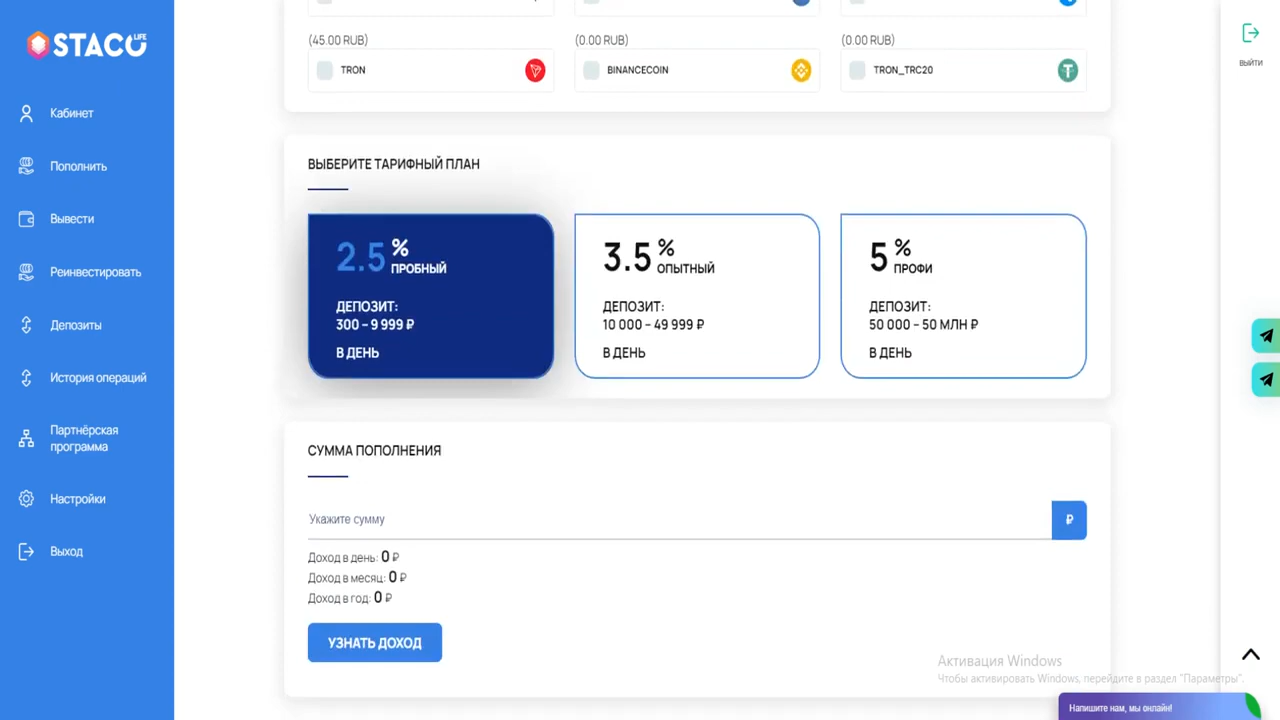 STACO LIFE
Кабинет
Пополнить
Вывести
Реинвестировать
Депозиты
История операций
Партнёрская
программа
Настройки
Выход
(45.00 RUB)
(0.00 RUB)
(0.00 RUB)
TRON
BINANCECOIN
TRON_TRC20
ВЫБЕРИТЕ ТАРИФНЫЙ ПЛАН
2.5 % ПРОБНЫЙ
ДЕПОЗИТ:
300 – 9 999 ₽
В ДЕНЬ
3.5 % ОПЫТНЫЙ
ДЕПОЗИТ:
10 000 – 49 999 ₽
В ДЕНЬ
5 % ПРОФИ
ДЕПОЗИТ:
50 000 – 50 МЛН ₽
В ДЕНЬ
СУММА ПОПОЛНЕНИЯ
Укажите сумму
₽
Доход в день: 0 ₽
Доход в месяц: 0 ₽
Доход в год: 0 ₽
УЗНАТЬ ДОХОД
ВЫЙТИ
Активация Windows
Чтобы активировать Windows, перейдите в раздел "Параметры".
Напишите нам, мы онлайн!